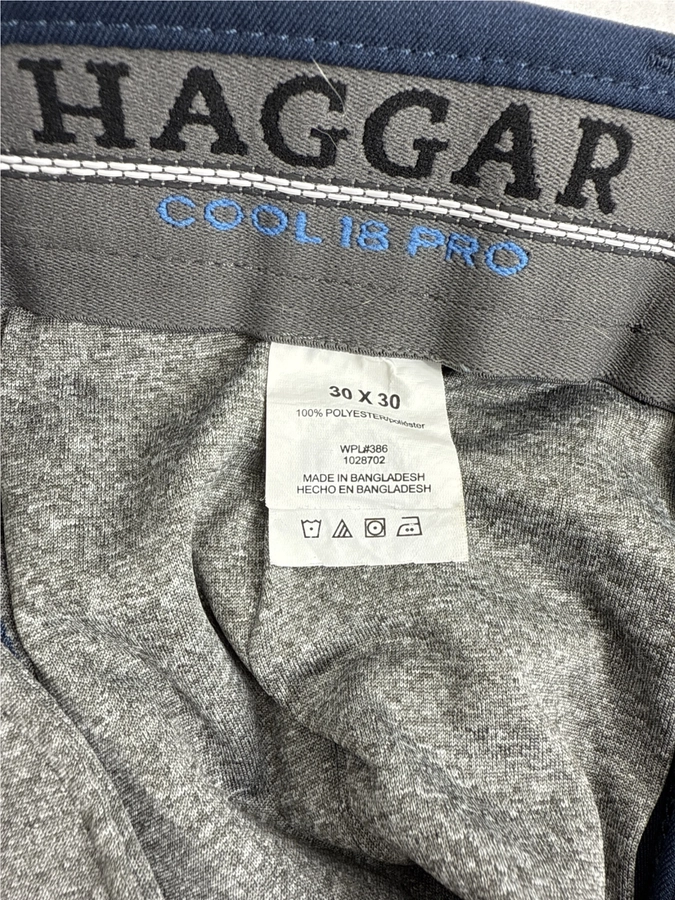 HAGGAR
COOL 18 PRO
30 X 30
100% POLYESTER/poliéster
WPL#386
1028702
MADE IN BANGLADESH
HECHO EN BANGLADESH